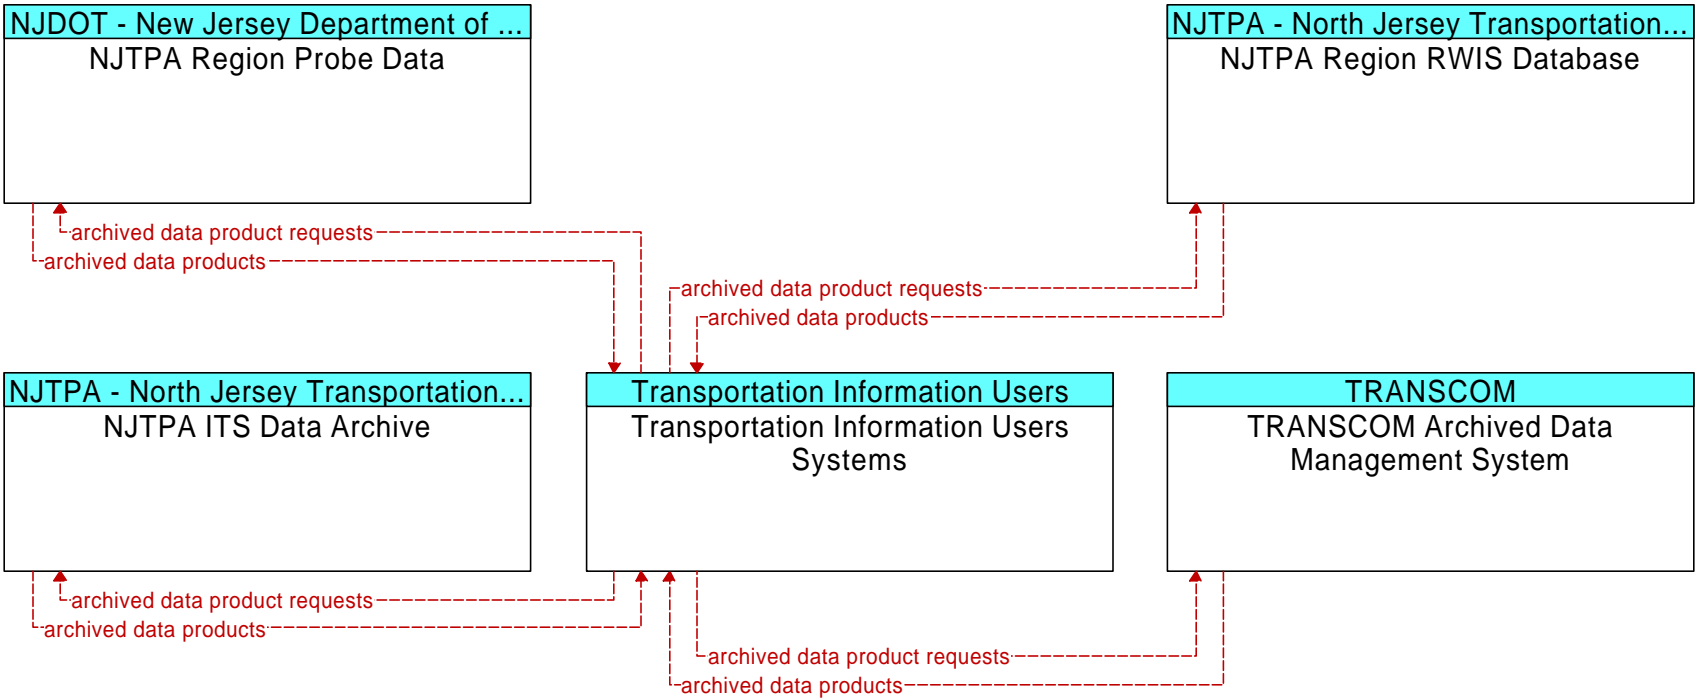 NJDOT - New Jersey Department of ...
NJTPA Region Probe Data
NJTPA - North Jersey Transportation...
NJTPA Region RWIS Database
archived data product requests
archived data products
archived data product requests
archived data products
NJTPA - North Jersey Transportation...
NJTPA ITS Data Archive
Transportation Information Users
Transportation Information Users
Systems
TRANSCOM
TRANSCOM Archived Data
Management System
archived data product requests
archived data products
archived data product requests
archived data products